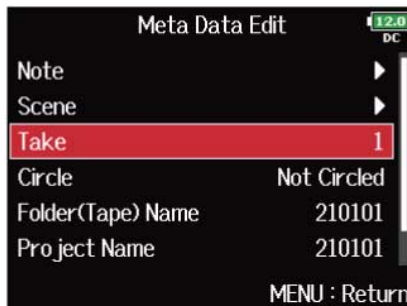 Meta Data Edit 12.0
DC
Note
Scene
Take 1
Circle Not Circled
Folder(Tape) Name 210101
Project Name 210101
MENU : Return